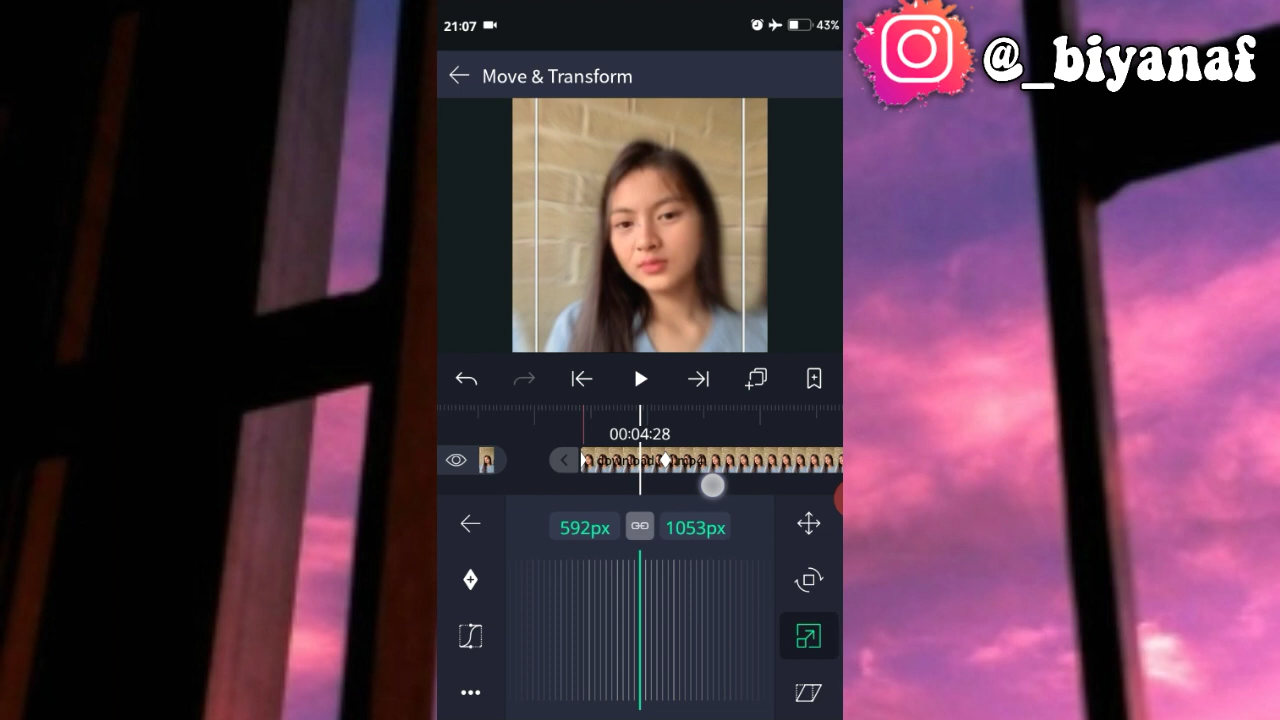 21:07
43%
@_biyanaf
Move & Transform
00:04:28
592px
1053px